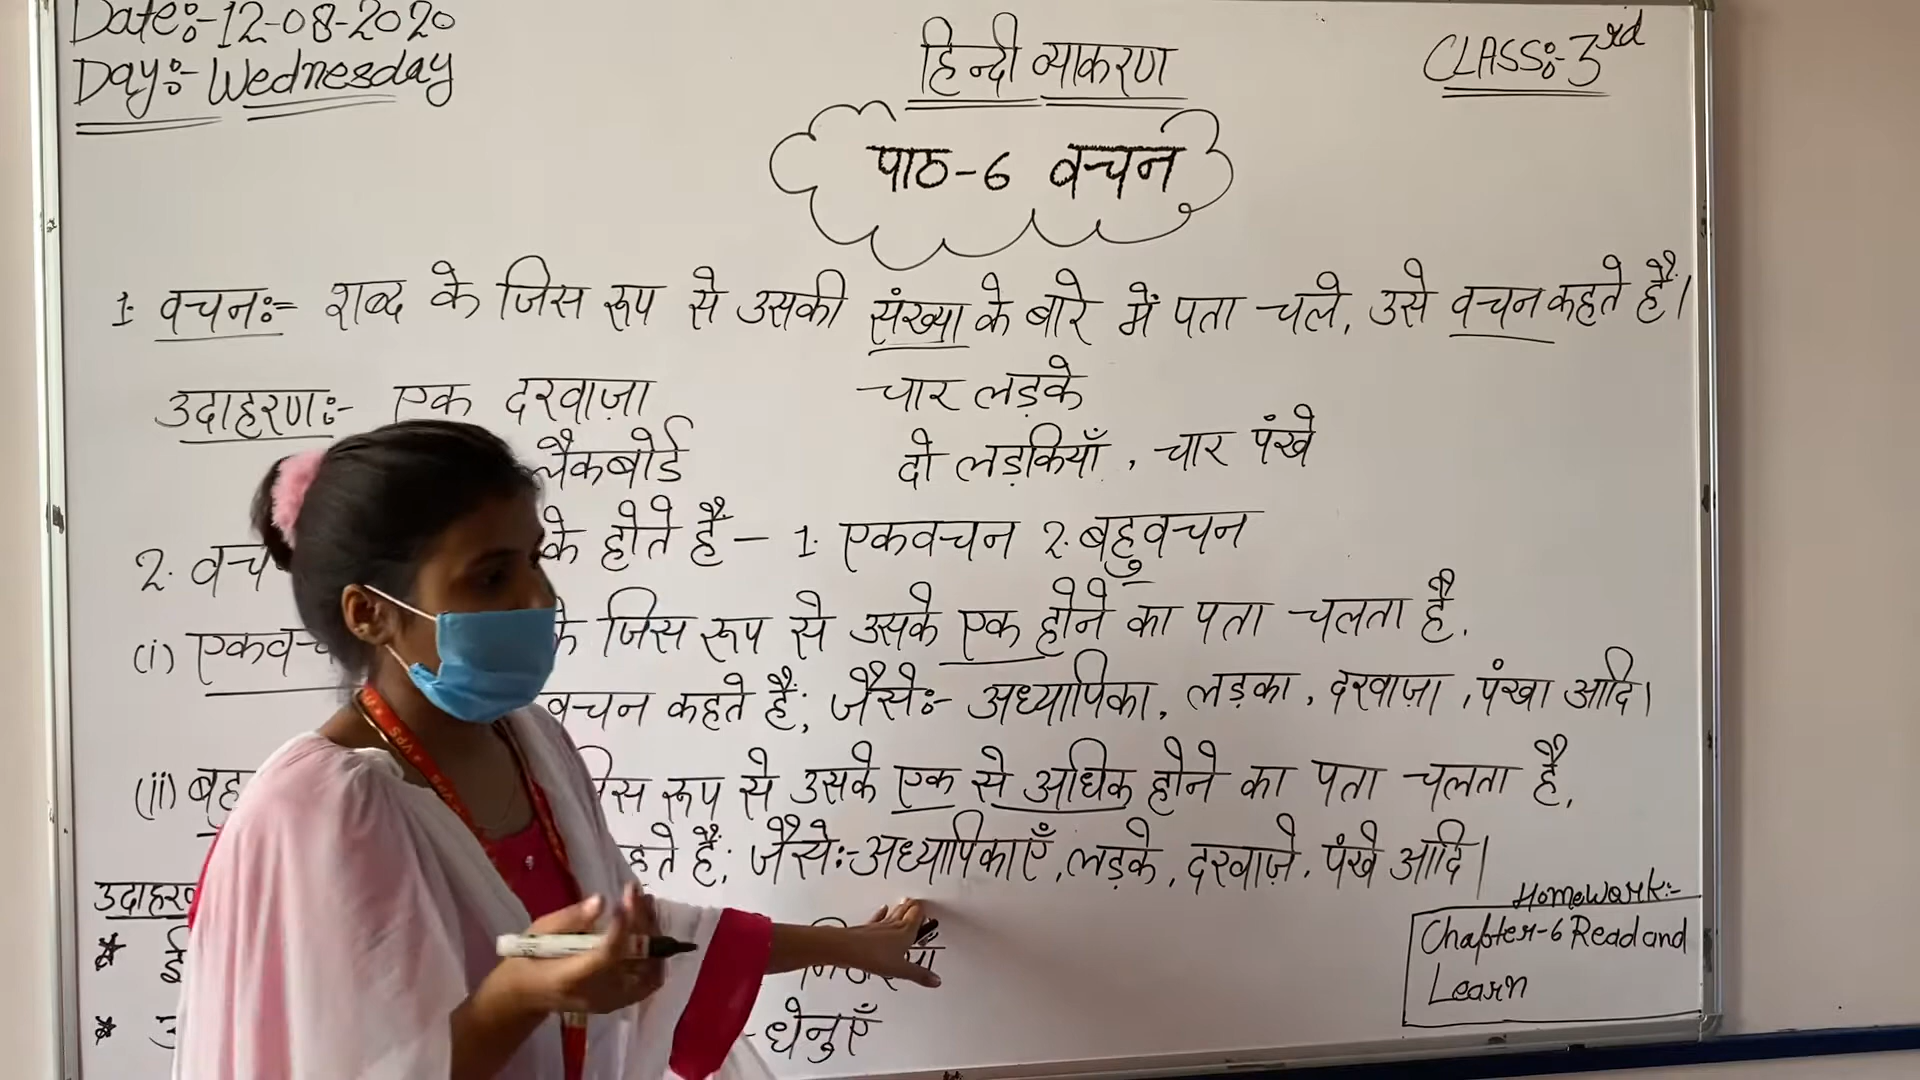 Date:-12-08-2020
Day:- Wednesday
हिन्दी व्याकरण
CLASS:-3rd
पाठ-6 वचन
1. वचन:- शब्द के जिस रूप से उसकी संख्या के बारे में पता चले, उसे वचन कहते हैं।
उदाहरण:- एक दरवाज़ा चार लड़के
लैकबोर्ड दो लड़कियाँ, चार पंखे
2. वच के होते हैं- 1. एकवचन 2. बहुवचन
(i) एकवच के जिस रूप से उसके एक होने का पता चलता है,
वचन कहते हैं; जैसे:- अध्यापिका, लड़का, दरवाज़ा, पंखा आदि।
(ii) बहु िस रूप से उसके एक से अधिक होने का पता चलता है,
हते हैं; जैसे:- अध्यापिकाएँ, लड़के, दरवाज़े, पंखे आदि।
उदाहर
* ई
* - धेनुएँ
Homework:-
Chapter-6 Read and
Learn
VPS